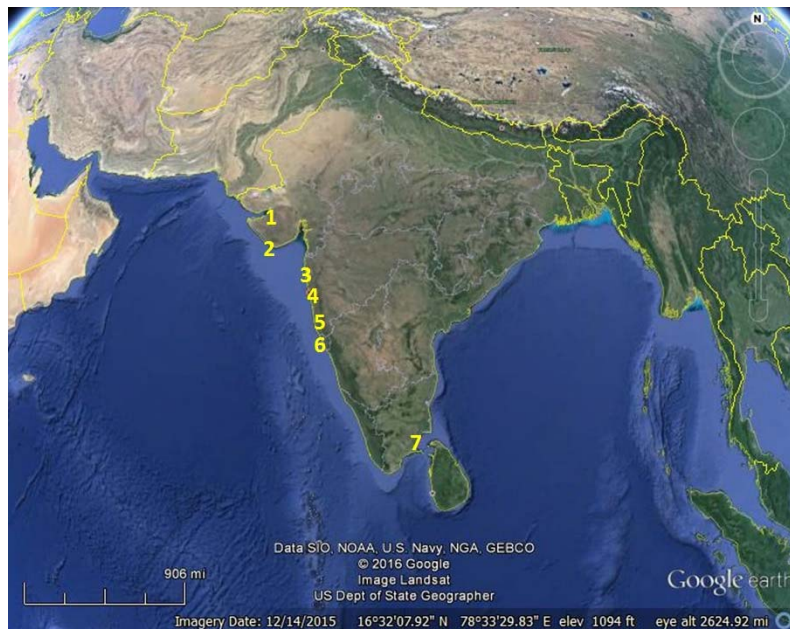 N
1
2
3
4
5
6
7
Data SIO, NOAA, U.S. Navy, NGA, GEBCO
© 2016 Google
906 mi
Image Landsat
Google earth
US Dept of State Geographer
Imagery Date: 12/14/2015 16°32'07.92" N 78°33'29.83" E elev 1094 ft eye alt 2624.92 mi